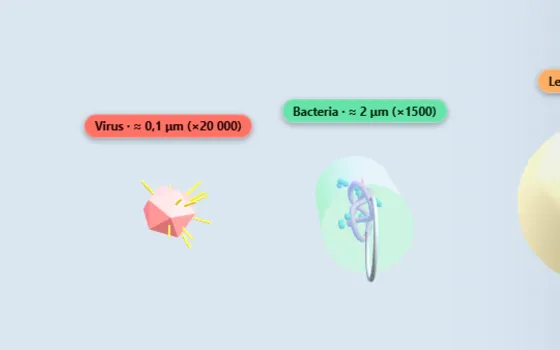 Virus · ≈ 0,1 µm (×20 000)
Bacteria · ≈ 2 µm (×1500)
Le